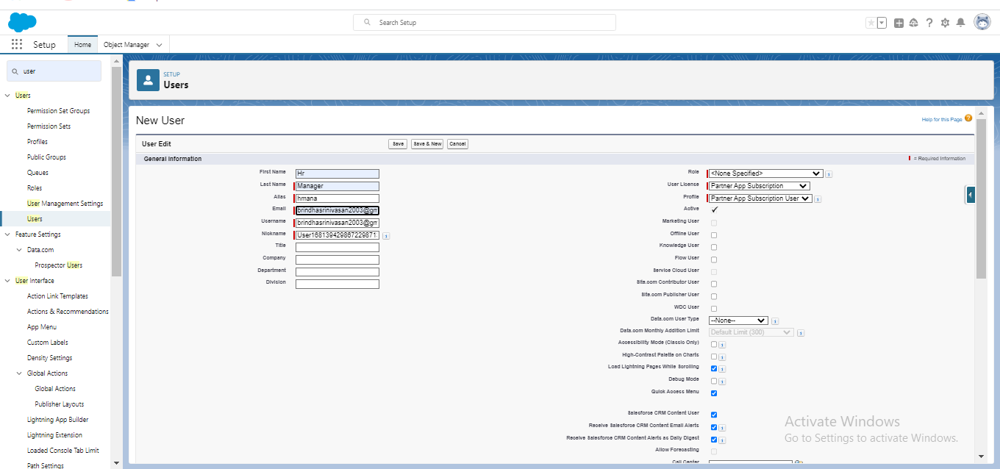 Search Setup
Setup
Home
Object Manager
user
Users
Permission Set Groups
Permission Sets
Profiles
Public Groups
Queues
Roles
User Management Settings
Users
Feature Settings
Data.com
Prospector Users
User Interface
Action Link Templates
Actions & Recommendations
App Menu
Custom Labels
Density Settings
Global Actions
Global Actions
Publisher Layouts
Lightning App Builder
Lightning Extension
Loaded Console Tab Limit
Path Settings
SETUP
Users
New User
Help for this Page
User Edit
Save
Save & New
Cancel
General Information
= Required Information
First Name Hr
Last Name Manager
Alias hmana
Email brindhasrinivasan2003@gm
Username brindhasrinivasan2003@gm
Nickname User168139429867229871
Title
Company
Department
Division
Role <None Specified>
User License Partner App Subscription
Profile Partner App Subscription User
Active
Marketing User
Offline User
Knowledge User
Flow User
Service Cloud User
Site.com Contributor User
Site.com Publisher User
WDC User
Data.com User Type --None--
Data.com Monthly Addition Limit Default Limit (300)
Accessibility Mode (Classic Only)
High-Contrast Palette on Charts
Load Lightning Pages While Scrolling
Debug Mode
Quick Access Menu
Salesforce CRM Content User
Receive Salesforce CRM Content Email Alerts
Receive Salesforce CRM Content Alerts as Daily Digest
Allow Forecasting
Call Center
Activate Windows
Go to Settings to activate Windows.